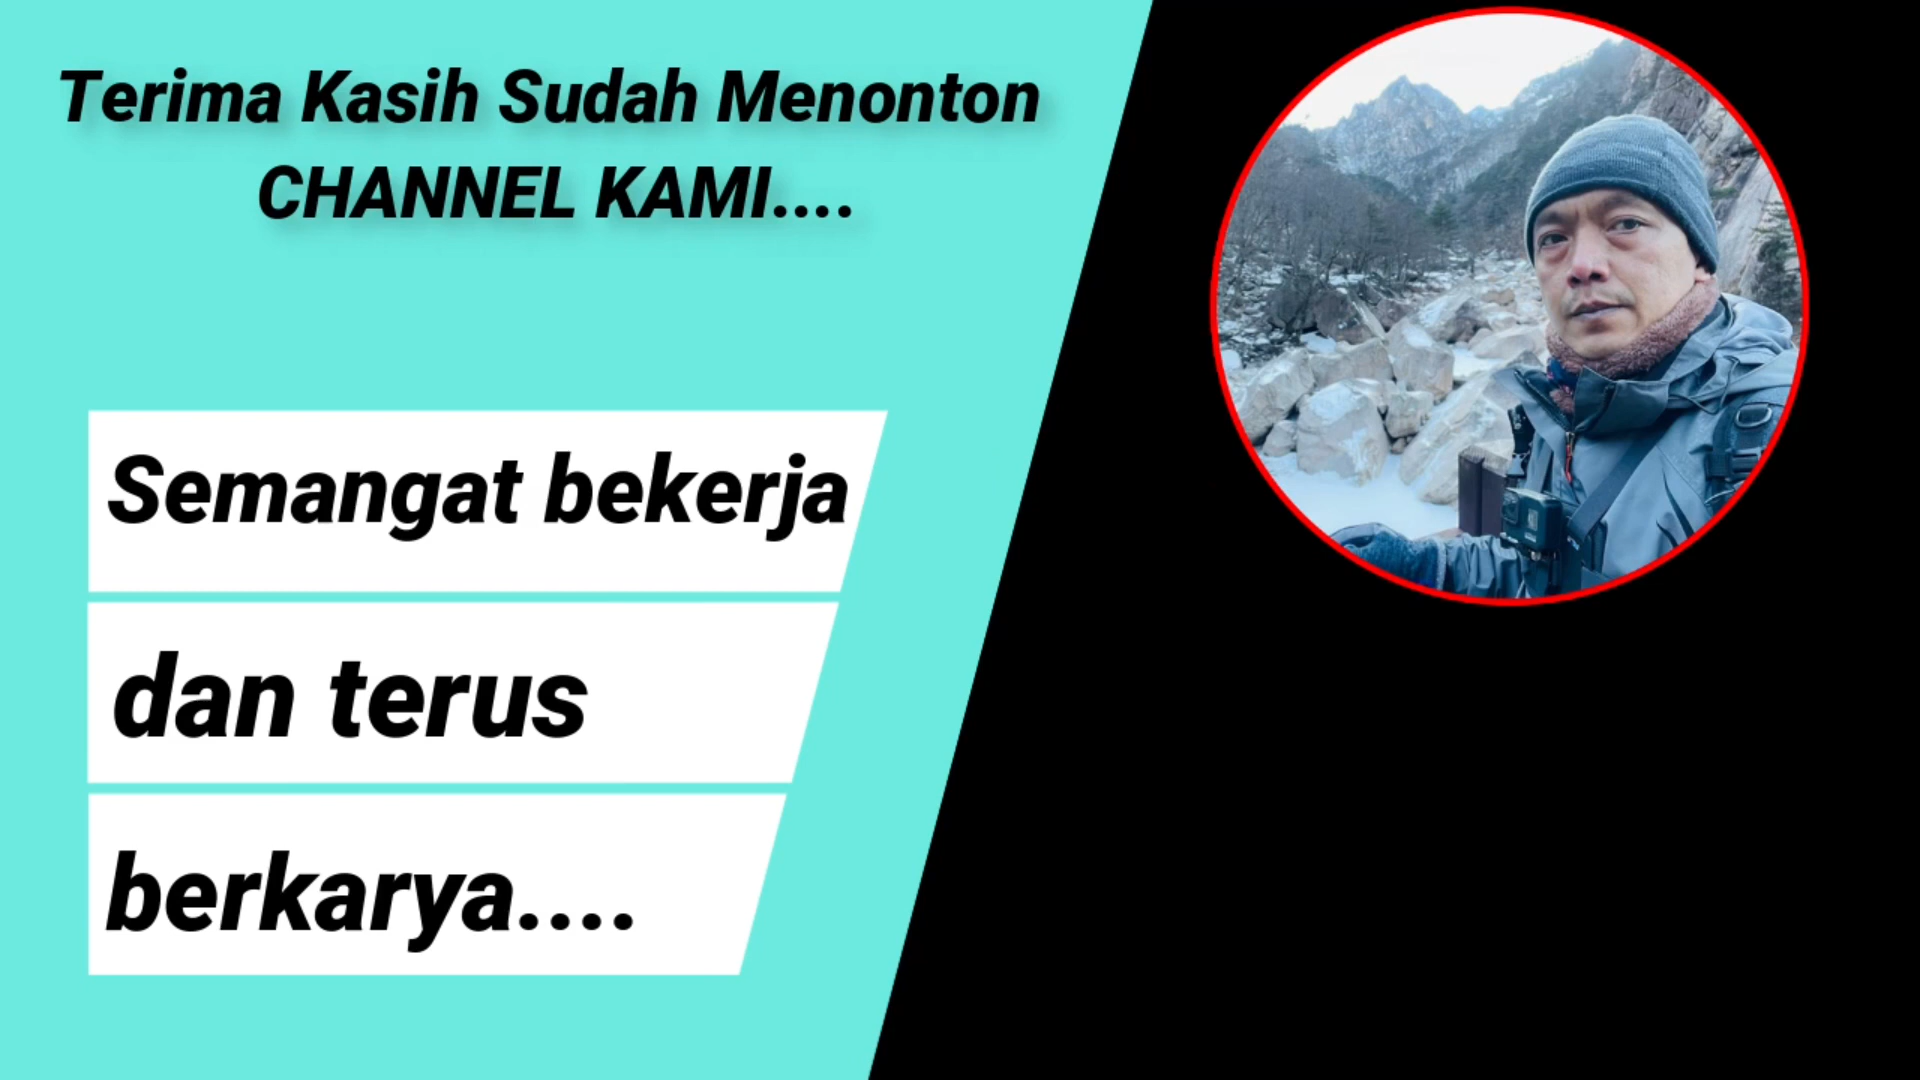 Terima Kasih Sudah Menonton
CHANNEL KAMI....
Semangat bekerja
dan terus
berkarya....